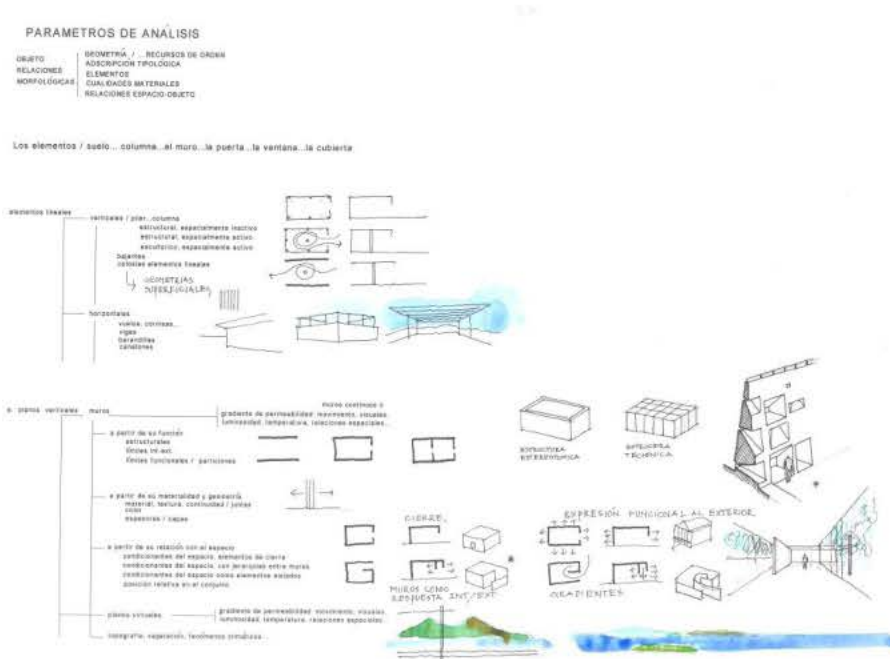 PARAMETROS DE ANÁLISIS
OBJETO
RELACIONES
MORFOLÓGICAS
GEOMETRÍA / ... RECURSOS DE ORDEN
ADSCRIPCIÓN TIPOLÓGICA
ELEMENTOS
CUALIDADES MATERIALES
RELACIONES ESPACIO-OBJETO
Los elementos / suelo... columna...el muro...la puerta...la ventana...la cubierta
elementos lineales
verticales / pilar...columna
estructural, espacialmente inactivo
estructural, espacialmente activo
escultórico, espacialmente activo
bajantes
celosías elementos lineales
GEOMETRIAS
SUPERFICIALES
horizontales
vuelos, cornisas...
vigas
barandillas
canalones
planos verticales
muros
muros continuos
gradiente de permeabilidad: movimiento, visuales
luminosidad, temperatura, relaciones espaciales...
a partir de su función
estructurales
límites int-ext
límites funcionales / particiones
ESTRUCTURA
ESTEREOTOMICA
ESTRUCTURA
TECTONICA
a partir de su materialidad y geometría
material, textura, continuidad / juntas
color
espesores / capas
CIERRE
EXPRESIÓN FUNCIONAL AL EXTERIOR
a partir de su relación con el espacio
condicionantes del espacio, elementos de cierre
condicionantes del espacio, con jerarquías entre muros
condicionantes del espacio como elementos aislados
posición relativa en el conjunto
MUROS COMO
RESPUESTA INT/EXT
GRADIENTES
planos virtuales
gradiente de permeabilidad: movimiento, visuales
luminosidad, temperatura, relaciones espaciales...
topografía, vegetación, fenómenos climáticos...